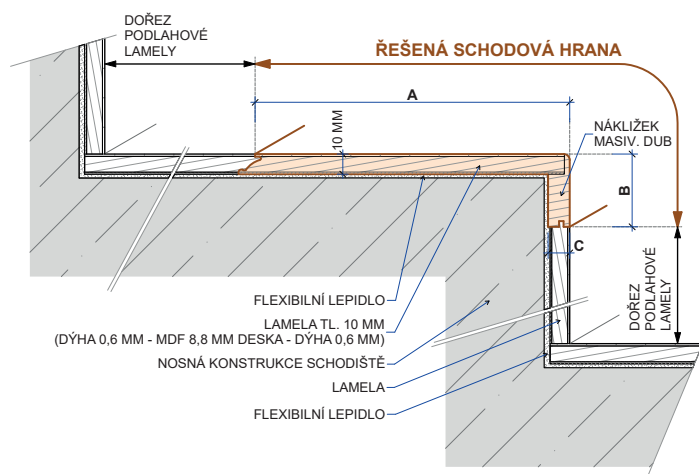 DOŘEZ
PODLAHOVÉ
LAMELY
ŘEŠENÁ SCHODOVÁ HRANA
A
10 MM
NÁKLIŽEK
MASIV. DUB
B
C
DOŘEZ
PODLAHOVÉ
LAMELY
FLEXIBILNÍ LEPIDLO
LAMELA TL. 10 MM
(DÝHA 0,6 MM - MDF 8,8 MM DESKA - DÝHA 0,6 MM)
NOSNÁ KONSTRUKCE SCHODIŠTĚ
LAMELA
FLEXIBILNÍ LEPIDLO